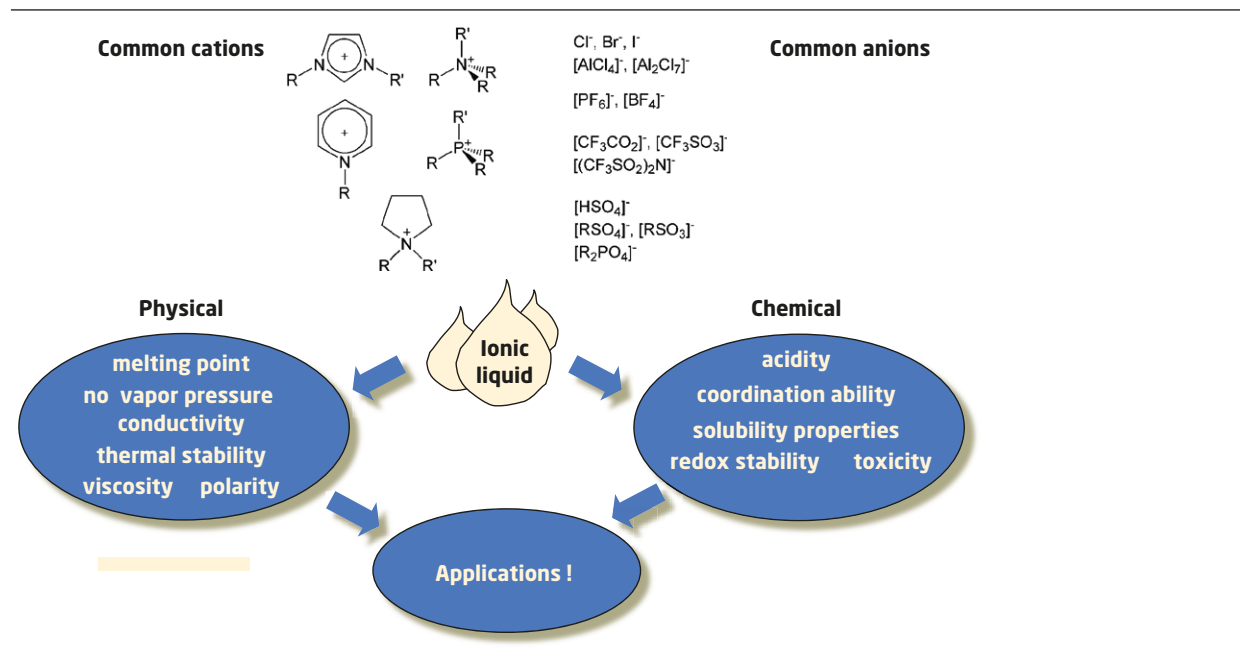 Common cations
Common anions
R
N
+
N
R'
R'
N+
R
R
R
+
N
R
R'
P+
R
R
R
+
N
R
R'
Cl⁻, Br⁻, I⁻
[AlCl₄]⁻, [Al₂Cl₇]⁻
[PF₆]⁻, [BF₄]⁻
[CF₃CO₂]⁻, [CF₃SO₃]⁻
[(CF₃SO₂)₂N]⁻
[HSO₄]⁻
[RSO₄]⁻, [RSO₃]⁻
[R₂PO₄]⁻
Physical
melting point
no vapor pressure
conductivity
thermal stability
viscosity polarity
Ionic
liquid
Chemical
acidity
coordination ability
solubility properties
redox stability toxicity
Applications !